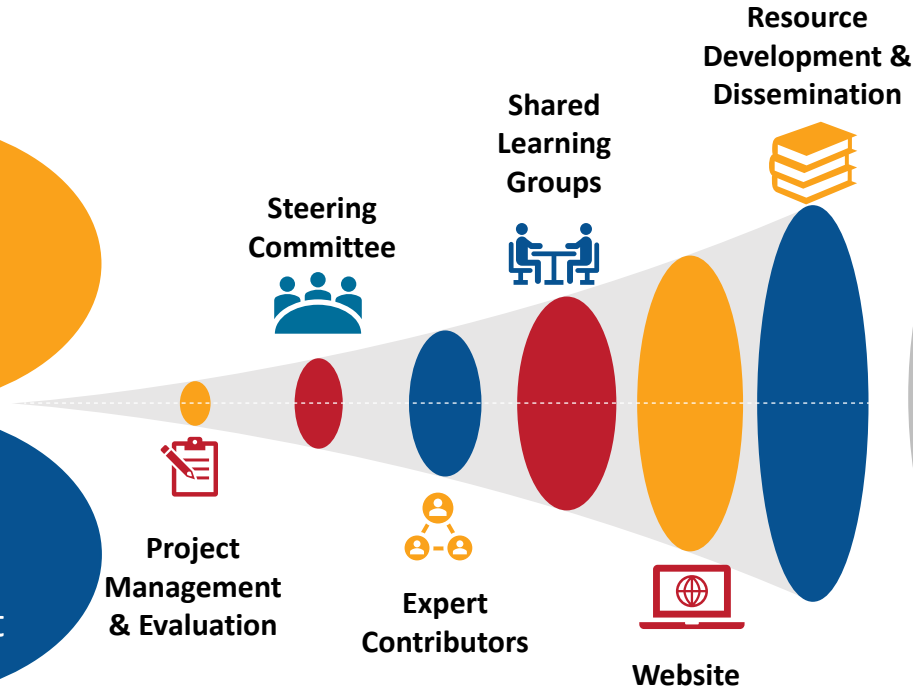 Resource
Development &
Dissemination
Shared
Learning
Groups
Steering
Committee
Project
Management
& Evaluation
Expert
Contributors
Website